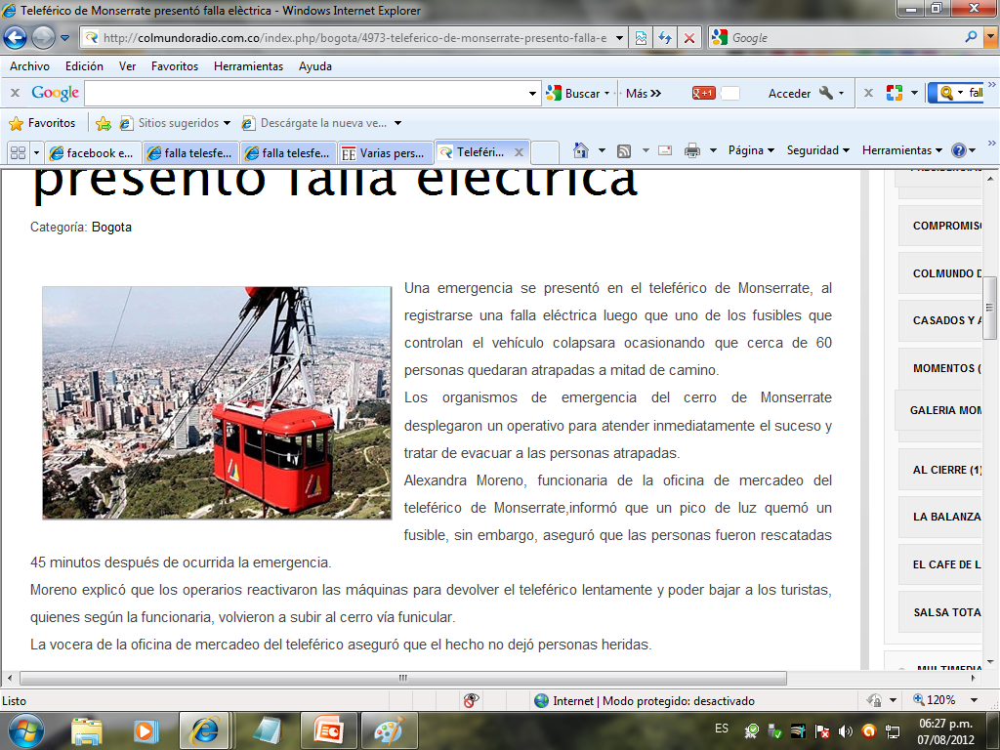 Teleférico de Monserrate presentó falla elèctrica - Windows Internet Explorer
http://colmundoradio.com.co/index.php/bogota/4973-teleferico-de-monserrate-presento-falla-e
Google
Archivo Edición Ver Favoritos Herramientas Ayuda
x Google Buscar Más >> +1 Acceder x fall
Favoritos Sitios sugeridos Descárgate la nueva ve...
facebook e... falla telesfe... falla telesfe... EE Varias pers... Teleféri... x Página Seguridad Herramientas
presentó falla elèctrica
Categoría: Bogota
Una emergencia se presentó en el teleférico de Monserrate, al
registrarse una falla eléctrica luego que uno de los fusibles que
controlan el vehículo colapsara ocasionando que cerca de 60
personas quedaran atrapadas a mitad de camino.
Los organismos de emergencia del cerro de Monserrate
desplegaron un operativo para atender inmediatamente el suceso y
tratar de evacuar a las personas atrapadas.
Alexandra Moreno, funcionaria de la oficina de mercadeo del
teleférico de Monserrate,informó que un pico de luz quemó un
fusible, sin embargo, aseguró que las personas fueron rescatadas
45 minutos después de ocurrida la emergencia.
Moreno explicó que los operarios reactivaron las máquinas para devolver el teleférico lentamente y poder bajar a los turistas,
quienes según la funcionaria, volvieron a subir al cerro vía funicular.
La vocera de la oficina de mercadeo del teleférico aseguró que el hecho no dejó personas heridas.
COMPROMISO
COLMUNDO D
CASADOS Y A
MOMENTOS (
GALERIA MOM
AL CIERRE (1)
LA BALANZA
EL CAFE DE L
SALSA TOTA
MULTIMEDIA
Listo Internet | Modo protegido: desactivado 120%
ES 06:27 p.m.
07/08/2012